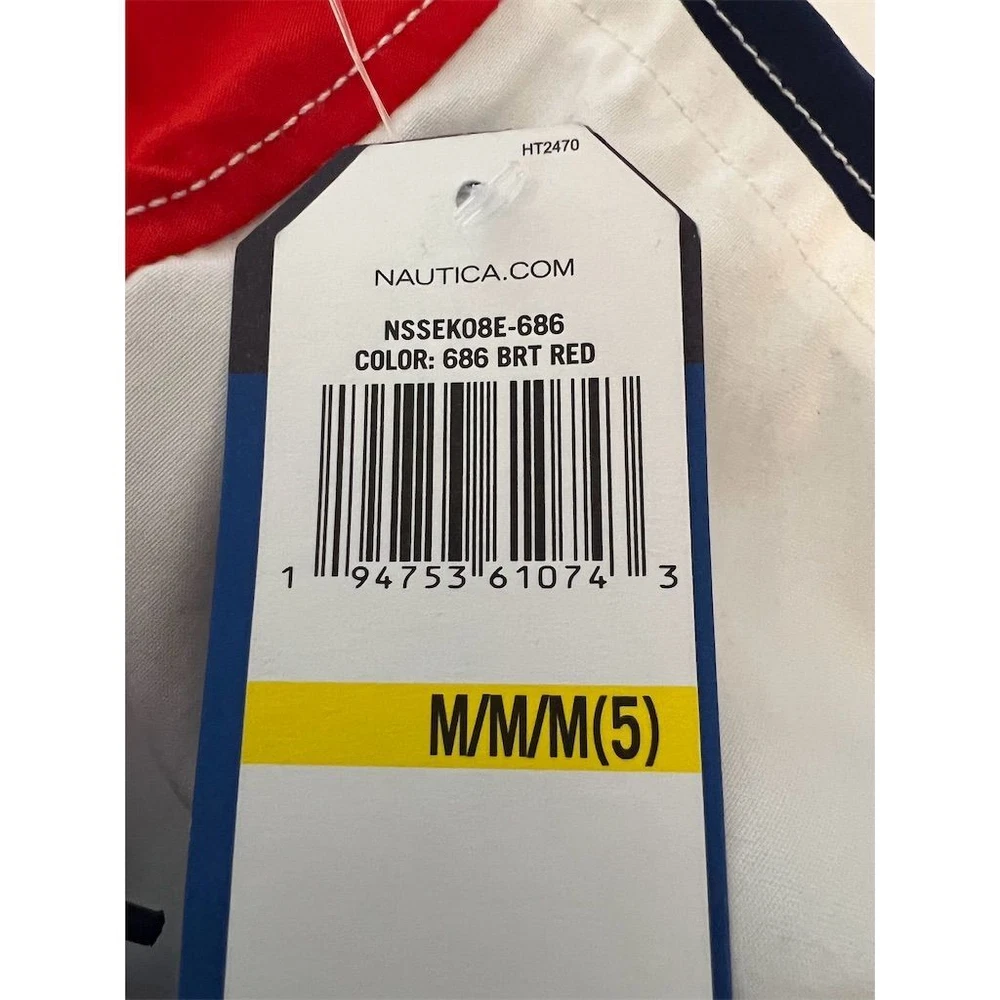 HT2470
NAUTICA.COM
NSSEK08E-686
COLOR: 686 BRT RED
1 94753 61074 3
M/M/M(5)